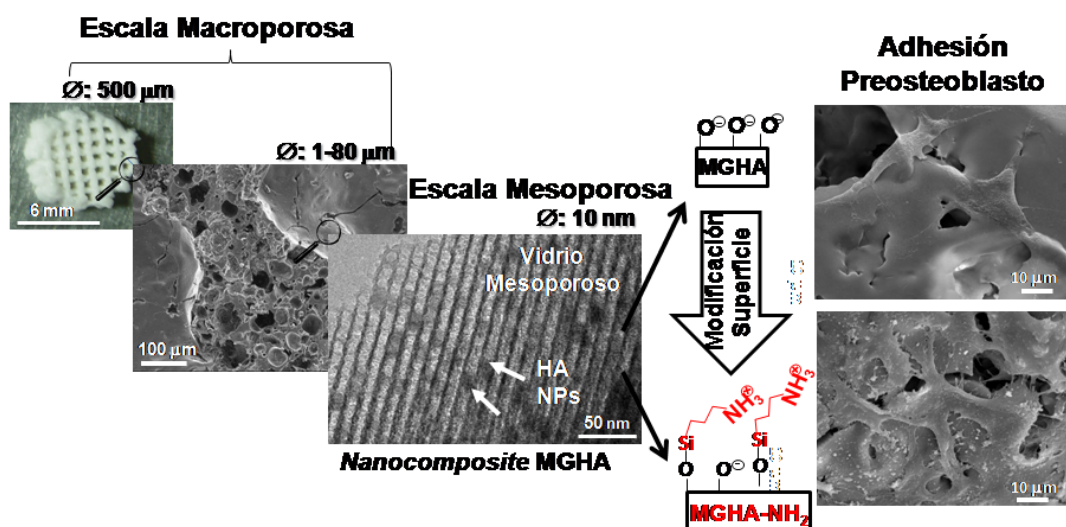 Escala Macroporosa
Ø: 500 µm
6 mm
Ø: 1-80 µm
100 µm
Escala Mesoporosa
Ø: 10 nm
Vidrio
Mesoporoso
HA
NPs
50 nm
Nanocomposite MGHA
O⊖ O⊖ O⊖
MGHA
Modificación
Superficie
NH₃⊕ NH₃⊕
Si Si
O O⊖ O
MGHA-NH₂
Adhesión
Preosteoblasto
10 µm
10 µm